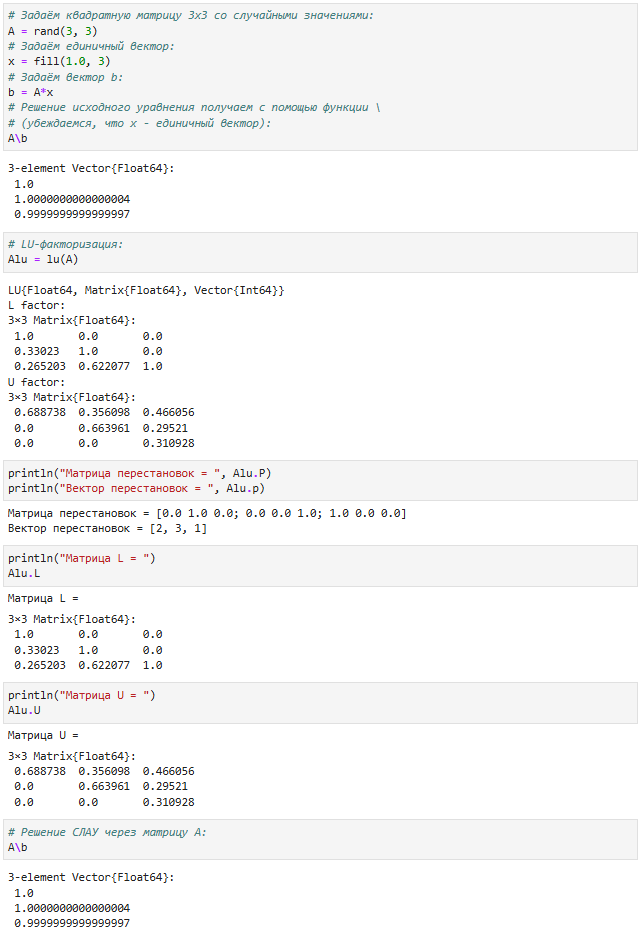 # Задаём квадратную матрицу 3x3 со случайными значениями:
A = rand(3, 3)
# Задаём единичный вектор:
x = fill(1.0, 3)
# Задаём вектор b:
b = A*x
# Решение исходного уравнения получаем с помощью функции \
# (убеждаемся, что x - единичный вектор):
A\b
3-element Vector{Float64}:
1.0
1.0000000000000004
0.9999999999999997
# LU-факторизация:
Alu = lu(A)
LU{Float64, Matrix{Float64}, Vector{Int64}}
L factor:
3×3 Matrix{Float64}:
1.0 0.0 0.0
0.33023 1.0 0.0
0.265203 0.622077 1.0
U factor:
3×3 Matrix{Float64}:
0.688738 0.356098 0.466056
0.0 0.663961 0.29521
0.0 0.0 0.310928
println("Матрица перестановок = ", Alu.P)
println("Вектор перестановок = ", Alu.p)
Матрица перестановок = [0.0 1.0 0.0; 0.0 0.0 1.0; 1.0 0.0 0.0]
Вектор перестановок = [2, 3, 1]
println("Матрица L = ")
Alu.L
Матрица L =
3×3 Matrix{Float64}:
1.0 0.0 0.0
0.33023 1.0 0.0
0.265203 0.622077 1.0
println("Матрица U = ")
Alu.U
Матрица U =
3×3 Matrix{Float64}:
0.688738 0.356098 0.466056
0.0 0.663961 0.29521
0.0 0.0 0.310928
# Решение СЛАУ через матрицу A:
A\b
3-element Vector{Float64}:
1.0
1.0000000000000004
0.9999999999999997